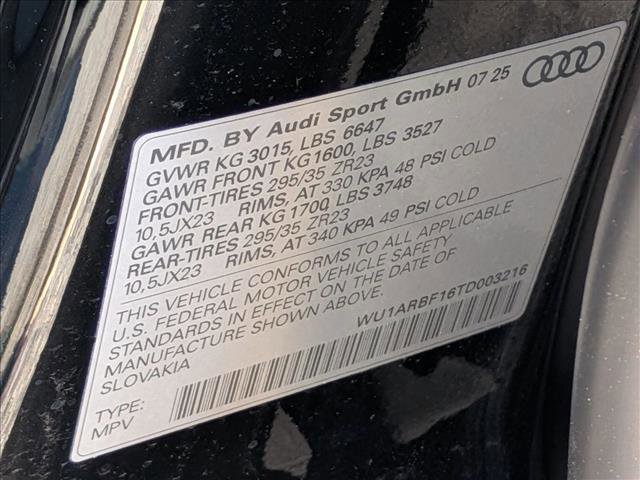 MFD. BY Audi Sport GmbH 07 25
GVWR KG 3015, LBS 6647
GAWR FRONT KG1600, LBS 3527
FRONT-TIRES 295/35 ZR23
10,5JX23 RIMS, AT 330 KPA 48 PSI COLD
GAWR REAR KG 1700, LBS 3748
REAR-TIRES 295/35 ZR23
10,5JX23 RIMS, AT 340 KPA 49 PSI COLD
THIS VEHICLE CONFORMS TO ALL APPLICABLE
U.S. FEDERAL MOTOR VEHICLE SAFETY
STANDARDS IN EFFECT ON THE DATE OF
MANUFACTURE SHOWN ABOVE.
SLOVAKIA
WU1ARBF16TD003216
TYPE:
MPV